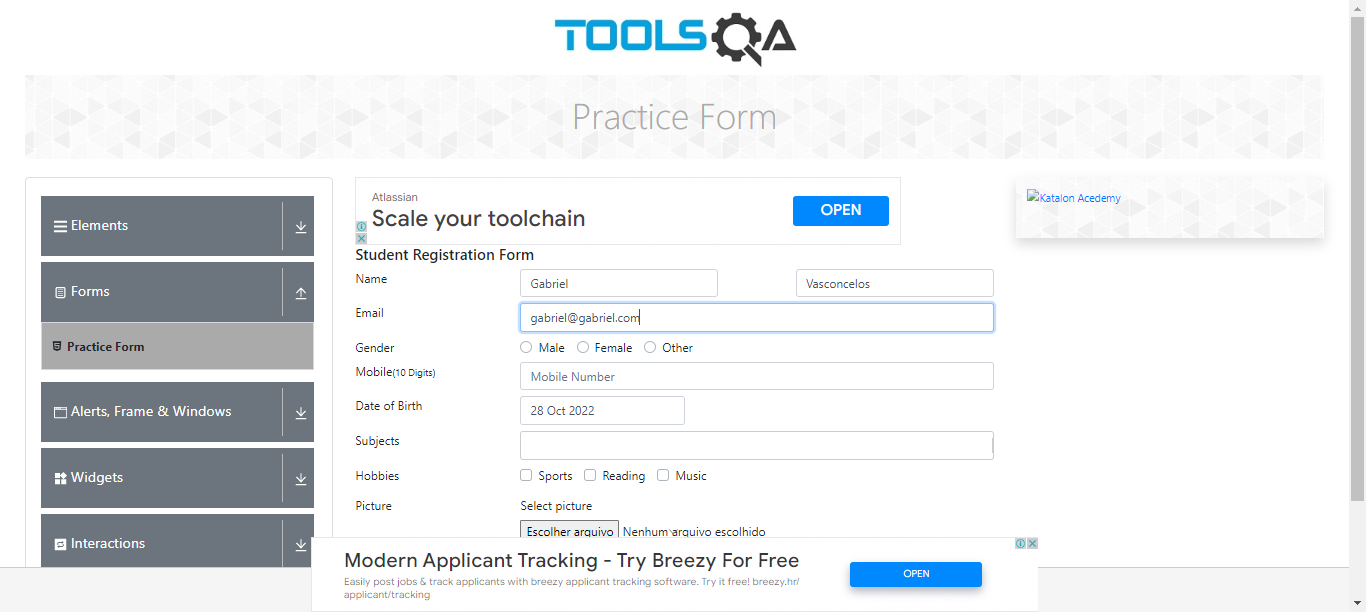 TOOLSQA
Practice Form
Elements
Forms
Practice Form
Alerts, Frame & Windows
Widgets
Interactions
Atlassian
Scale your toolchain
OPEN
Student Registration Form
Name Gabriel Vasconcelos
Email gabriel@gabriel.com
Gender Male Female Other
Mobile(10 Digits) Mobile Number
Date of Birth 28 Oct 2022
Subjects
Hobbies Sports Reading Music
Picture Select picture
Escolher arquivo Nenhum arquivo escolhido
Katalon Acedemy
Modern Applicant Tracking - Try Breezy For Free
Easily post jobs & track applicants with breezy applicant tracking software. Try it free! breezy.hr/
applicant/tracking
OPEN